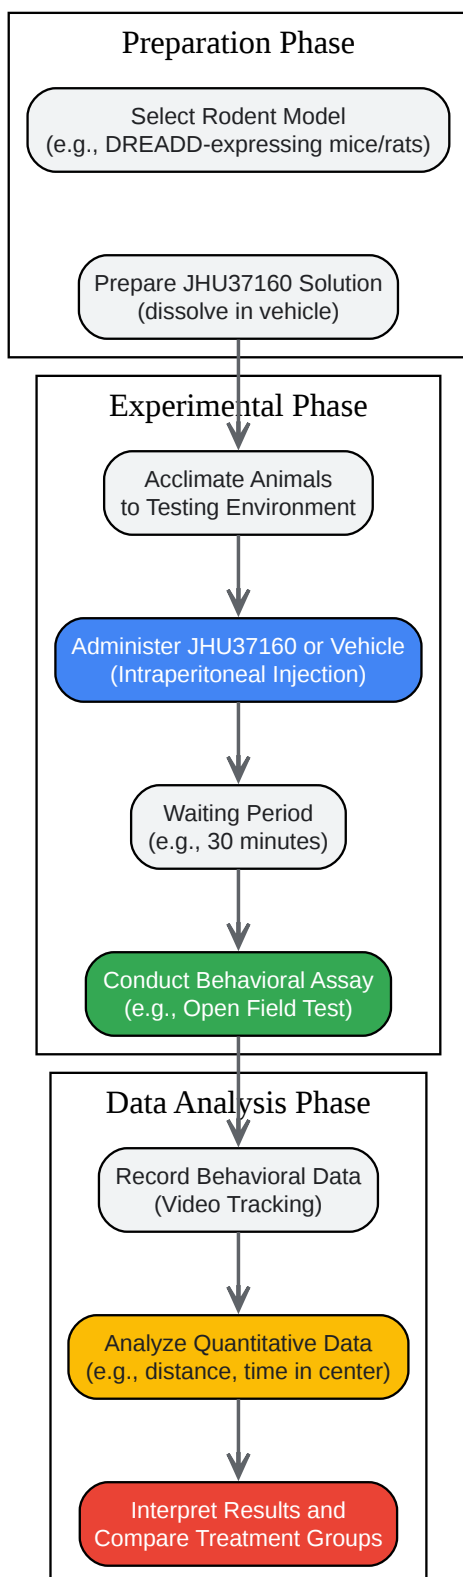 Preparation Phase
Select Rodent Model
(e.g., DREADD-expressing mice/rats)
Prepare JHU37160 Solution
(dissolve in vehicle)
Experimental Phase
Acclimate Animals
to Testing Environment
Administer JHU37160 or Vehicle
(Intraperitoneal Injection)
Waiting Period
(e.g., 30 minutes)
Conduct Behavioral Assay
(e.g., Open Field Test)
Data Analysis Phase
Record Behavioral Data
(Video Tracking)
Analyze Quantitative Data
(e.g., distance, time in center)
Interpret Results and
Compare Treatment Groups